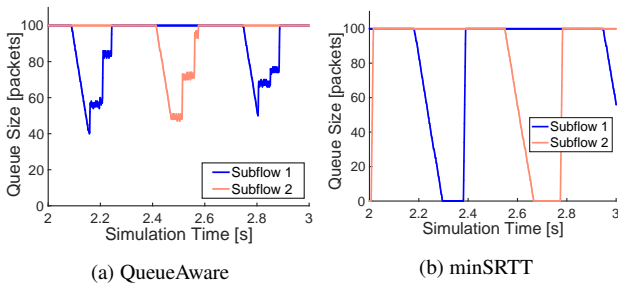 Queue Size [packets]
100
80
60
40
20
0
2
2.2
2.4
2.6
2.8
3
Simulation Time [s]
Subflow 1
Subflow 2
(a) QueueAware
Queue Size [packets]
100
80
60
40
20
0
2
2.2
2.4
2.6
2.8
3
Simulation Time [s]
Subflow 1
Subflow 2
(b) minSRTT